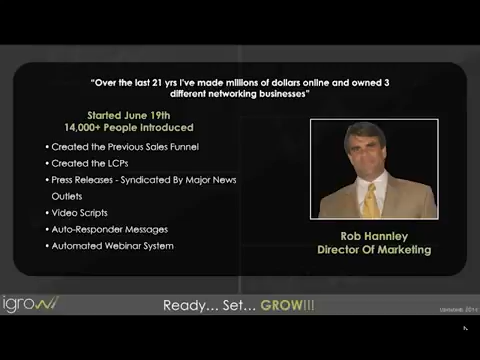 “Over the last 21 yrs I’ve made millions of dollars online and owned 3
different networking businesses”
Started June 19th
14,000+ People Introduced
• Created the Previous Sales Funnel
• Created the LCPs
• Press Releases - Syndicated By Major News
Outlets
• Video Scripts
• Auto-Responder Messages
• Automated Webinar System
Rob Hannley
Director Of Marketing
igrow
Ready... Set... GROW!!!